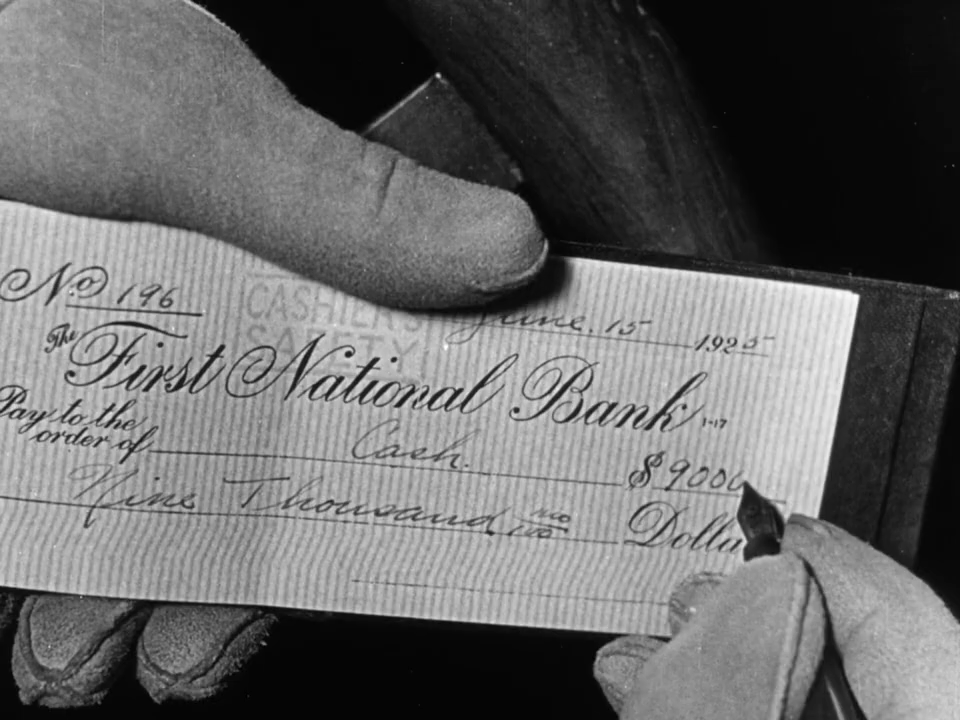 No. 196
CASHIER'S
SAFETY
June. 15 1925
The First National Bank 1-17
Pay to the
order of Cash. $9000
Nine Thousand no/100 Dolla